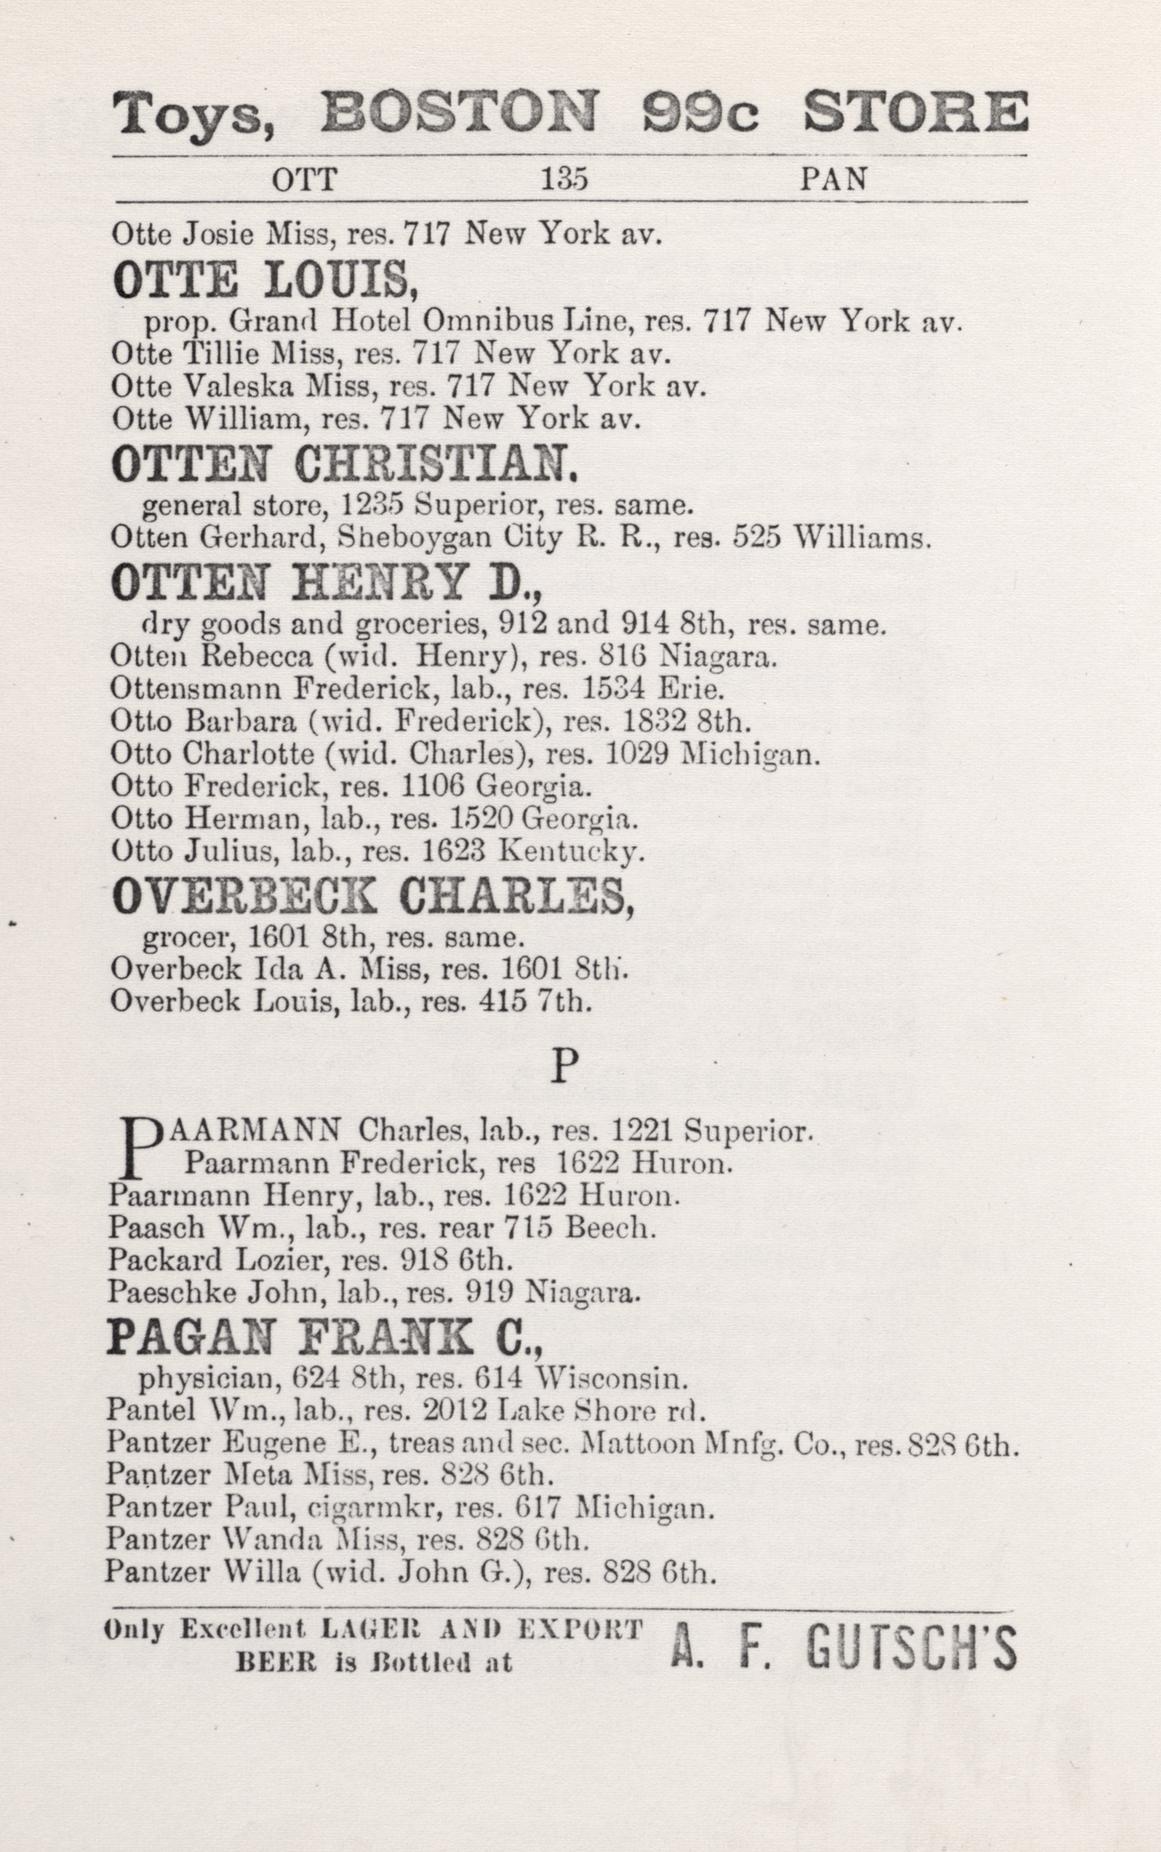 Toys, BOSTON 99c STORE
OTT 135 PAN
Otte Josie Miss, res. 717 New York av.
OTTE LOUIS,
prop. Grand Hotel Omnibus Line, res. 717 New York av.
Otte Tillie Miss, res. 717 New York av.
Otte Valeska Miss, res. 717 New York av.
Otte William, res. 717 New York av.
OTTEN CHRISTIAN.
general store, 1235 Superior, res. same.
Otten Gerhard, Sheboygan City R. R., res. 525 Williams.
OTTEN HENRY D.,
dry goods and groceries, 912 and 914 8th, res. same.
Otten Rebecca (wid. Henry), res. 816 Niagara.
Ottensmann Frederick, lab., res. 1534 Erie.
Otto Barbara (wid. Frederick), res. 1832 8th.
Otto Charlotte (wid. Charles), res. 1029 Michigan.
Otto Frederick, res. 1106 Georgia.
Otto Herman, lab., res. 1520 Georgia.
Otto Julius, lab., res. 1623 Kentucky.
OVERBECK CHARLES,
grocer, 1601 8th, res. same.
Overbeck Ida A. Miss, res. 1601 8th.
Overbeck Louis, lab., res. 415 7th.
P
PAARMANN Charles, lab., res. 1221 Superior.
Paarmann Frederick, res 1622 Huron.
Paarmann Henry, lab., res. 1622 Huron.
Paasch Wm., lab., res. rear 715 Beech.
Packard Lozier, res. 918 6th.
Paeschke John, lab., res. 919 Niagara.
PAGAN FRANK C.,
physician, 624 8th, res. 614 Wisconsin.
Pantel Wm., lab., res. 2012 Lake Shore rd.
Pantzer Eugene E., treas and sec. Mattoon Mnfg. Co., res. 828 6th.
Pantzer Meta Miss, res. 828 6th.
Pantzer Paul, cigarmkr, res. 617 Michigan.
Pantzer Wanda Miss, res. 828 6th.
Pantzer Willa (wid. John G.), res. 828 6th.
Only Excellent LAGER AND EXPORT
BEER is Bottled at A. F. GUTSCH'S